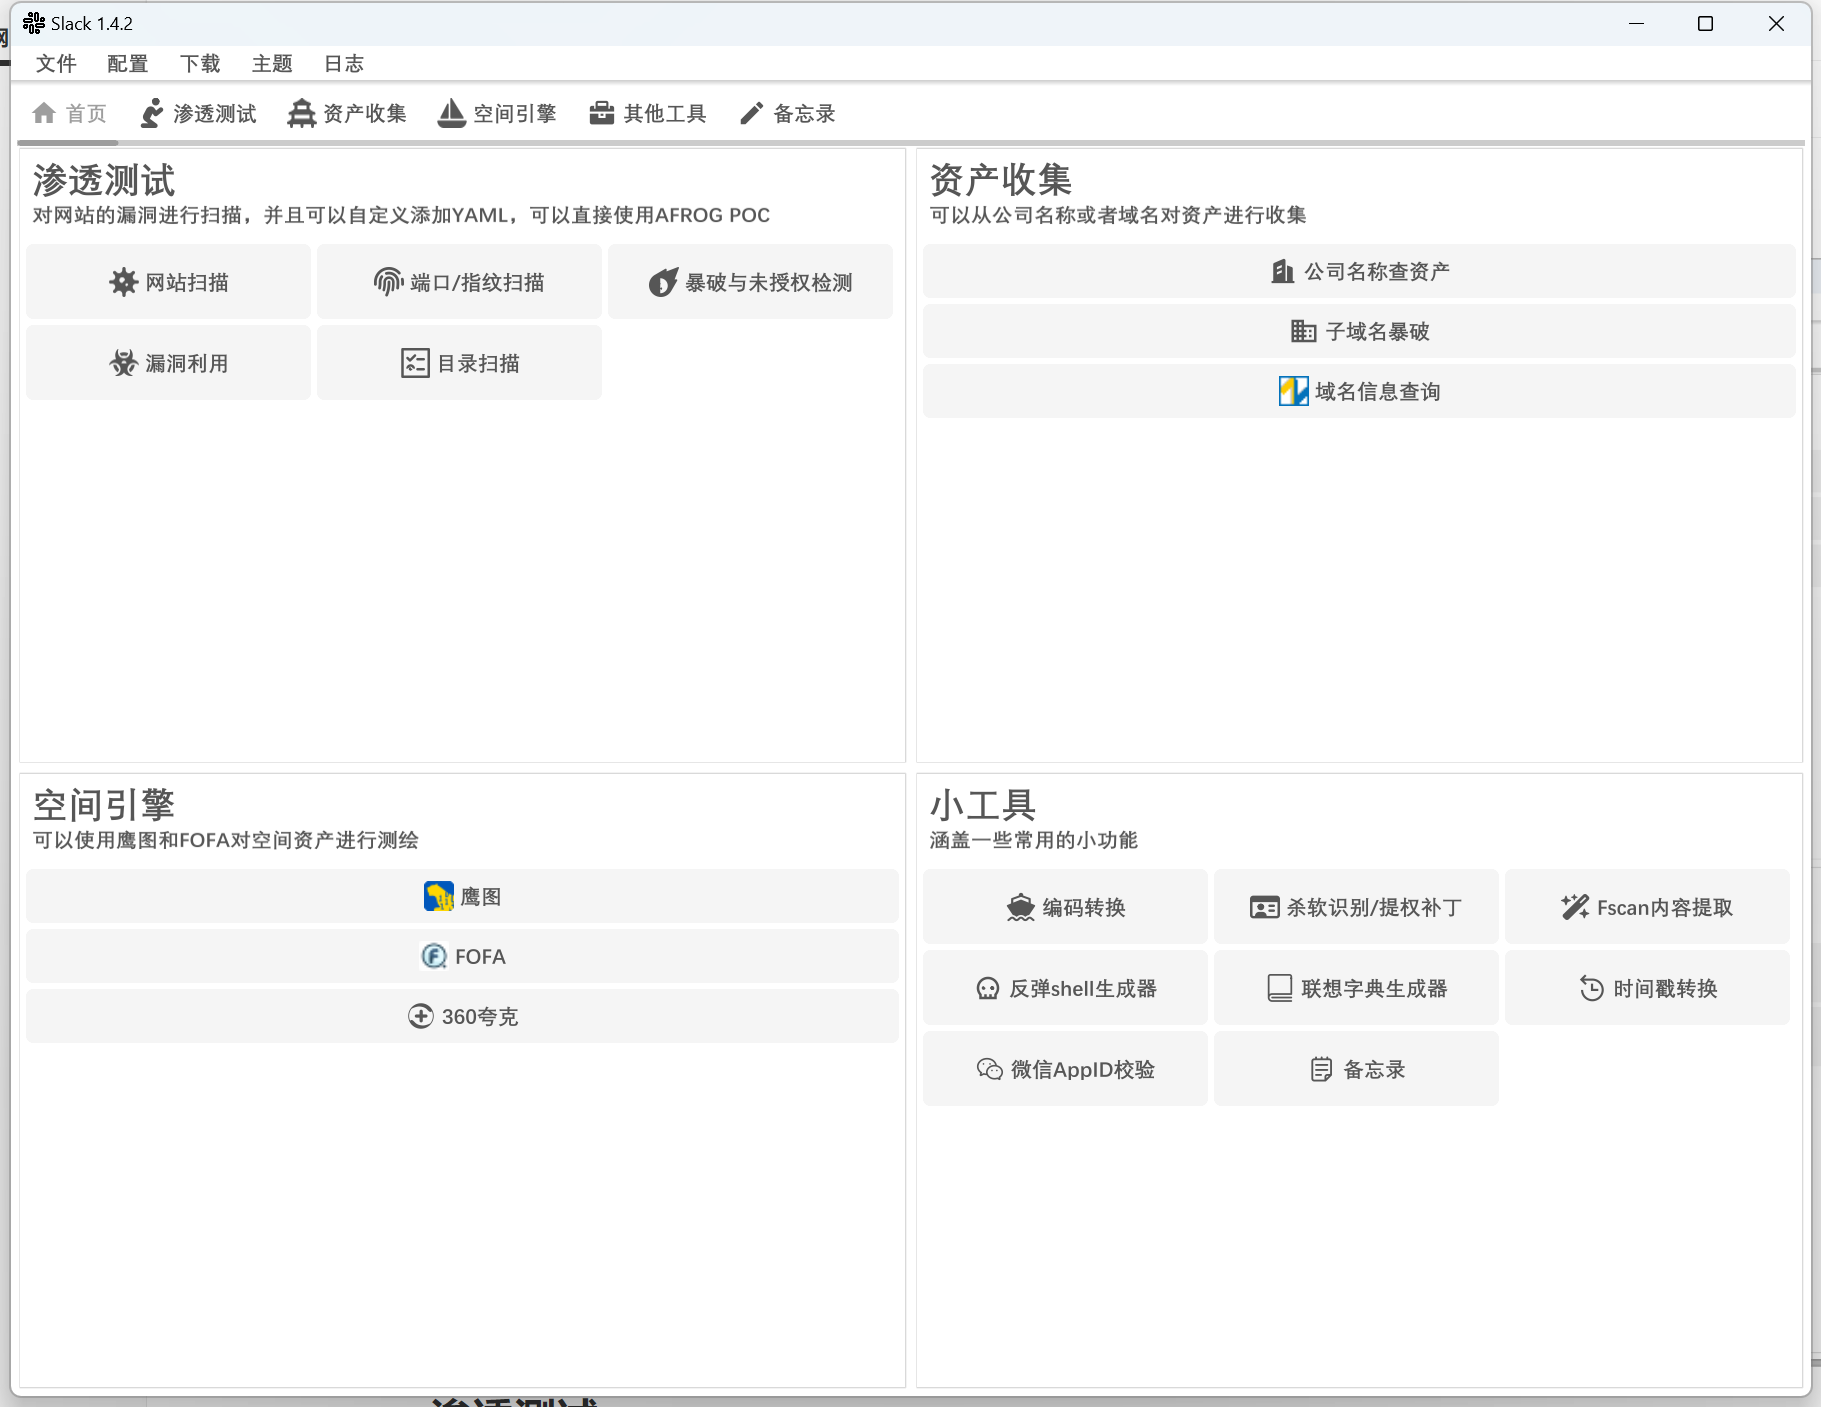 Slack 1.4.2
文件 配置 下载 主题 日志
首页 渗透测试 资产收集 空间引擎 其他工具 备忘录
渗透测试
对网站的漏洞进行扫描，并且可以自定义添加YAML，可以直接使用AFROG POC
网站扫描 端口/指纹扫描 暴破与未授权检测
漏洞利用 目录扫描
资产收集
可以从公司名称或者域名对资产进行收集
公司名称查资产
子域名暴破
域名信息查询
空间引擎
可以使用鹰图和FOFA对空间资产进行测绘
鹰图
FOFA
360夸克
小工具
涵盖一些常用的小功能
编码转换 杀软识别/提权补丁 Fscan内容提取
反弹shell生成器 联想字典生成器 时间戳转换
微信AppID校验 备忘录
渗透测试